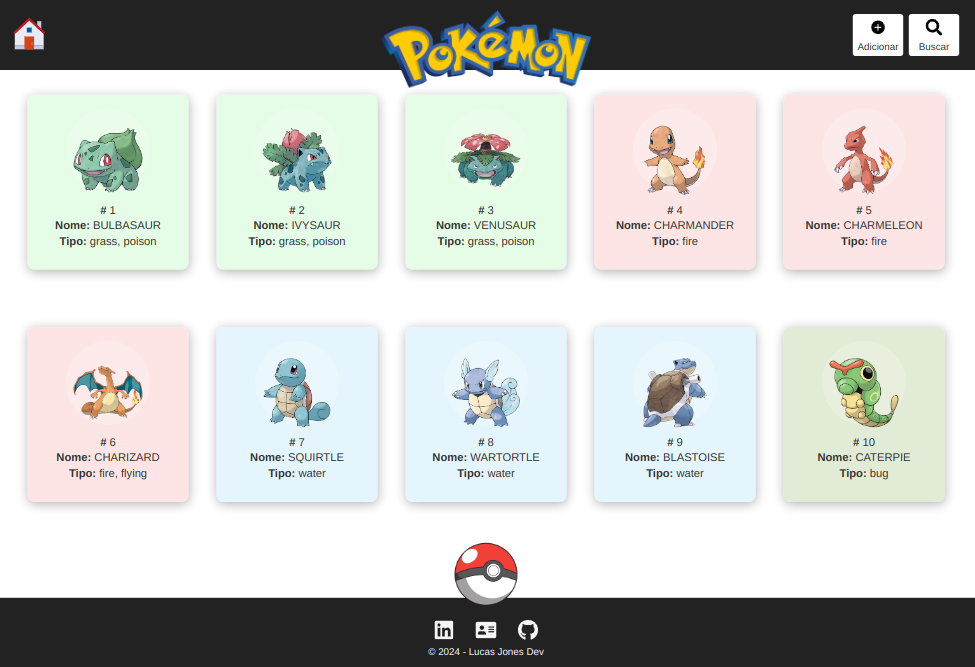 POKÉMON
Adicionar
Buscar
# 1
Nome: BULBASAUR
Tipo: grass, poison
# 2
Nome: IVYSAUR
Tipo: grass, poison
# 3
Nome: VENUSAUR
Tipo: grass, poison
# 4
Nome: CHARMANDER
Tipo: fire
# 5
Nome: CHARMELEON
Tipo: fire
# 6
Nome: CHARIZARD
Tipo: fire, flying
# 7
Nome: SQUIRTLE
Tipo: water
# 8
Nome: WARTORTLE
Tipo: water
# 9
Nome: BLASTOISE
Tipo: water
# 10
Nome: CATERPIE
Tipo: bug
in
© 2024 - Lucas Jones Dev